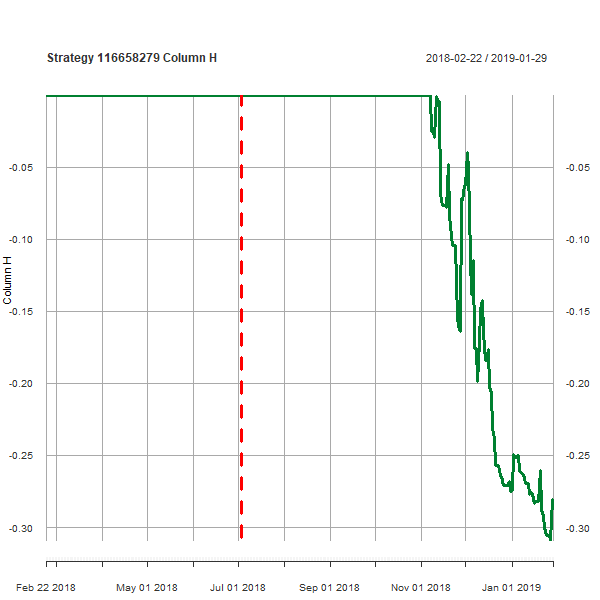 Strategy 116658279 Column H
2018-02-22 / 2019-01-29
-0.05
-0.10
-0.15
-0.20
-0.25
-0.30
Column H
-0.05
-0.10
-0.15
-0.20
-0.25
-0.30
Feb 22 2018
May 01 2018
Jul 01 2018
Sep 01 2018
Nov 01 2018
Jan 01 2019